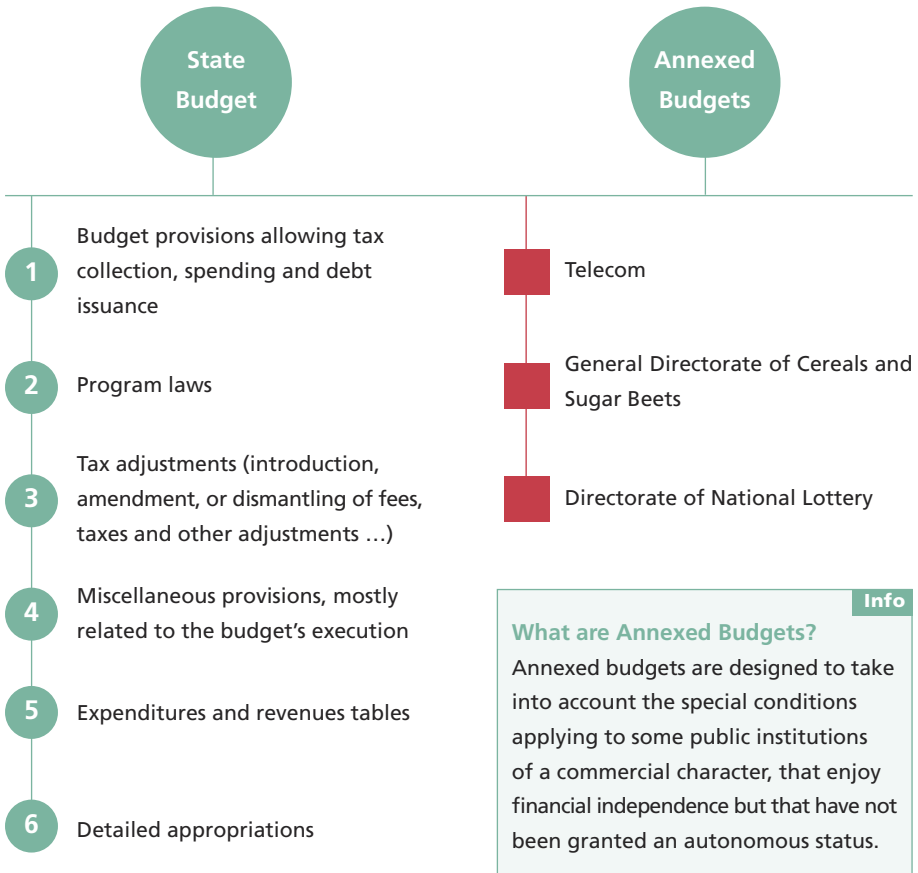 State
Budget
Annexed
Budgets
1
Budget provisions allowing tax
collection, spending and debt
issuance
2
Program laws
3
Tax adjustments (introduction,
amendment, or dismantling of fees,
taxes and other adjustments …)
4
Miscellaneous provisions, mostly
related to the budget's execution
5
Expenditures and revenues tables
6
Detailed appropriations
Telecom
General Directorate of Cereals and
Sugar Beets
Directorate of National Lottery
Info
What are Annexed Budgets?
Annexed budgets are designed to take
into account the special conditions
applying to some public institutions
of a commercial character, that enjoy
financial independence but that have not
been granted an autonomous status.